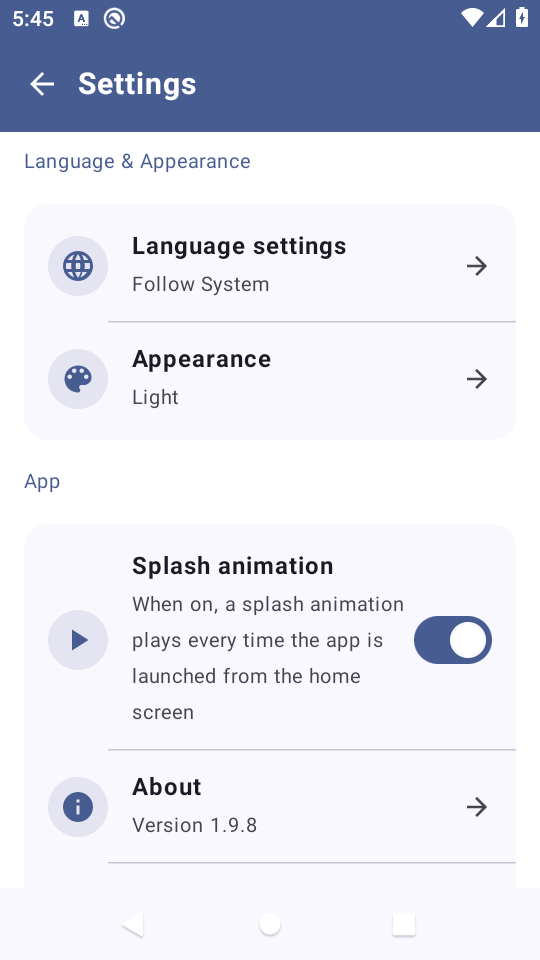 5:45
Settings
Language & Appearance
Language settings
Follow System
Appearance
Light
App
Splash animation
When on, a splash animation
plays every time the app is
launched from the home
screen
About
Version 1.9.8